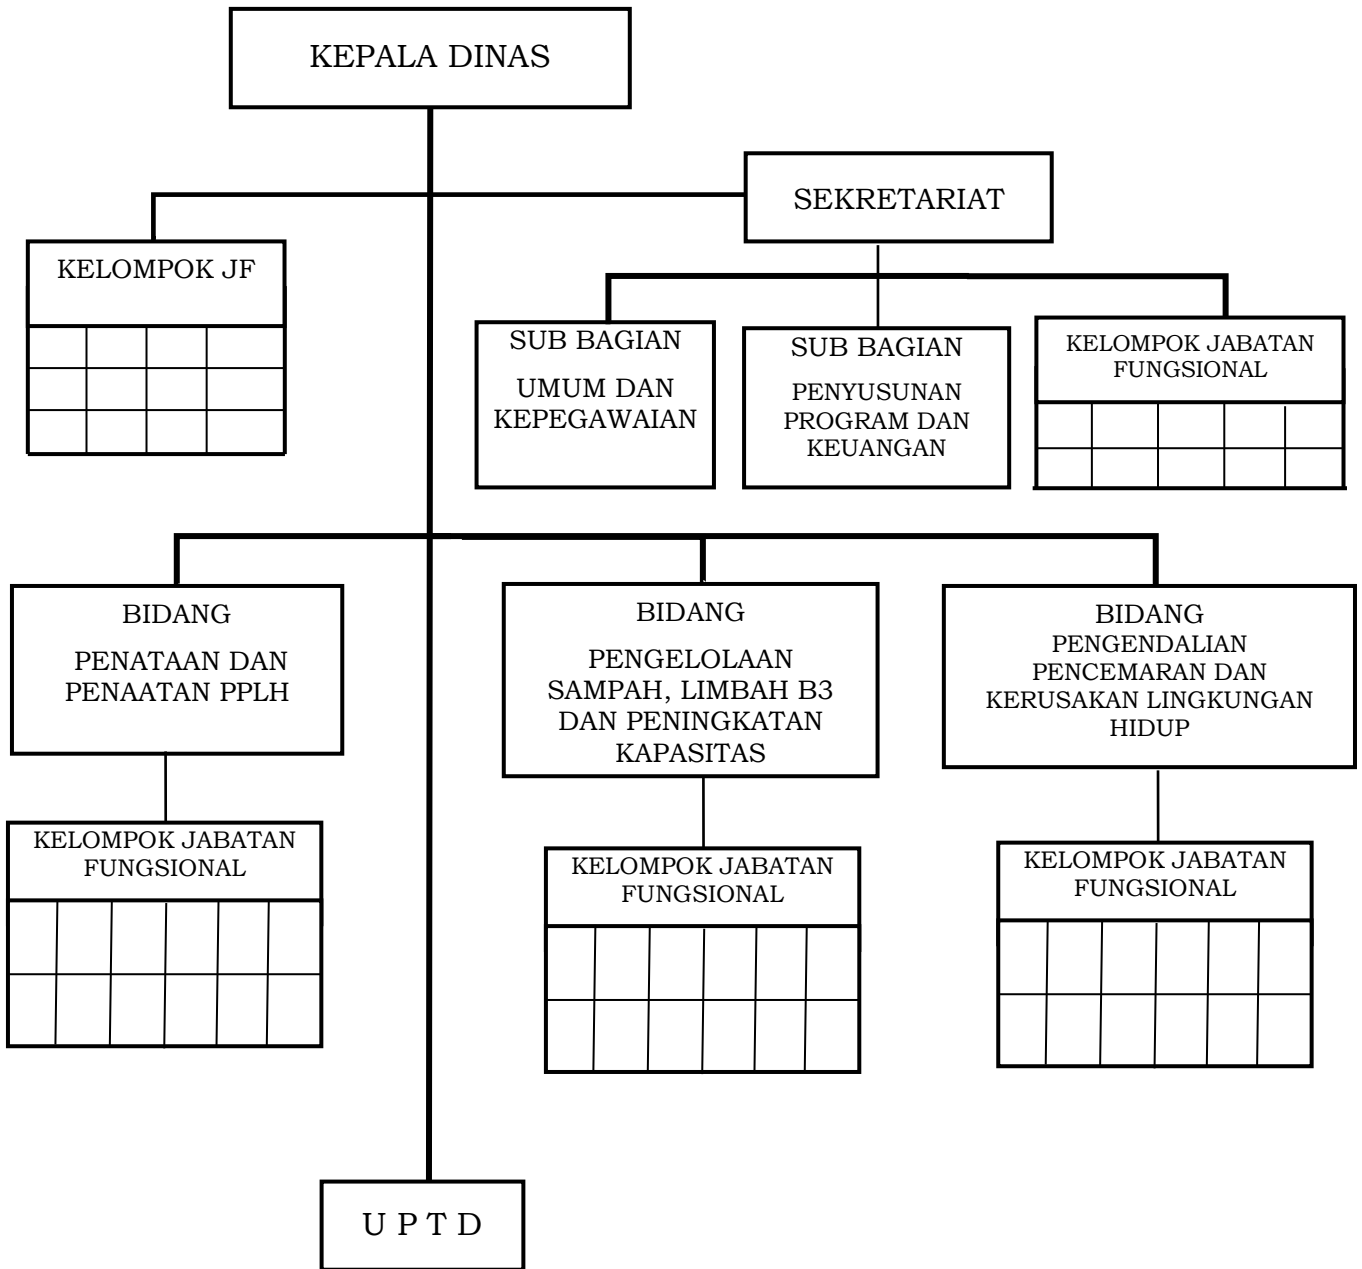 KEPALA DINAS
SEKRETARIAT
KELOMPOK JF
SUB BAGIAN
UMUM DAN
KEPEGAWAIAN
SUB BAGIAN
PENYUSUNAN
PROGRAM DAN
KEUANGAN
KELOMPOK JABATAN
FUNGSIONAL
BIDANG
PENATAAN DAN
PENAATAN PPLH
BIDANG
PENGELOLAAN
SAMPAH, LIMBAH B3
DAN PENINGKATAN
KAPASITAS
BIDANG
PENGENDALIAN
PENCEMARAN DAN
KERUSAKAN LINGKUNGAN
HIDUP
KELOMPOK JABATAN
FUNGSIONAL
KELOMPOK JABATAN
FUNGSIONAL
KELOMPOK JABATAN
FUNGSIONAL
U P T D